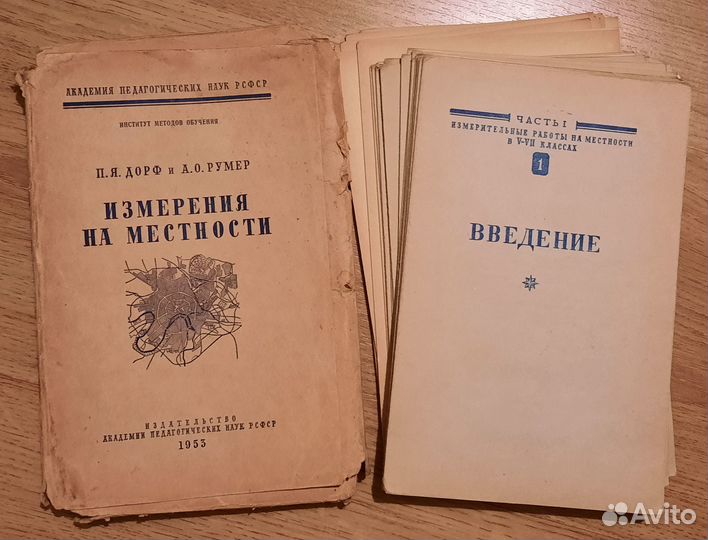 АКАДЕМИЯ ПЕДАГОГИЧЕСКИХ НАУК РСФСР
ИНСТИТУТ МЕТОДОВ ОБУЧЕНИЯ
П.Я. ДОРФ и А.О. РУМЕР
ИЗМЕРЕНИЯ
НА МЕСТНОСТИ
ИЗДАТЕЛЬСТВО
АКАДЕМИИ ПЕДАГОГИЧЕСКИХ НАУК РСФСР
1953
ЧАСТЬ I
ИЗМЕРИТЕЛЬНЫЕ РАБОТЫ НА МЕСТНОСТИ
В V-VII КЛАССАХ
1
ВВЕДЕНИЕ
Avito